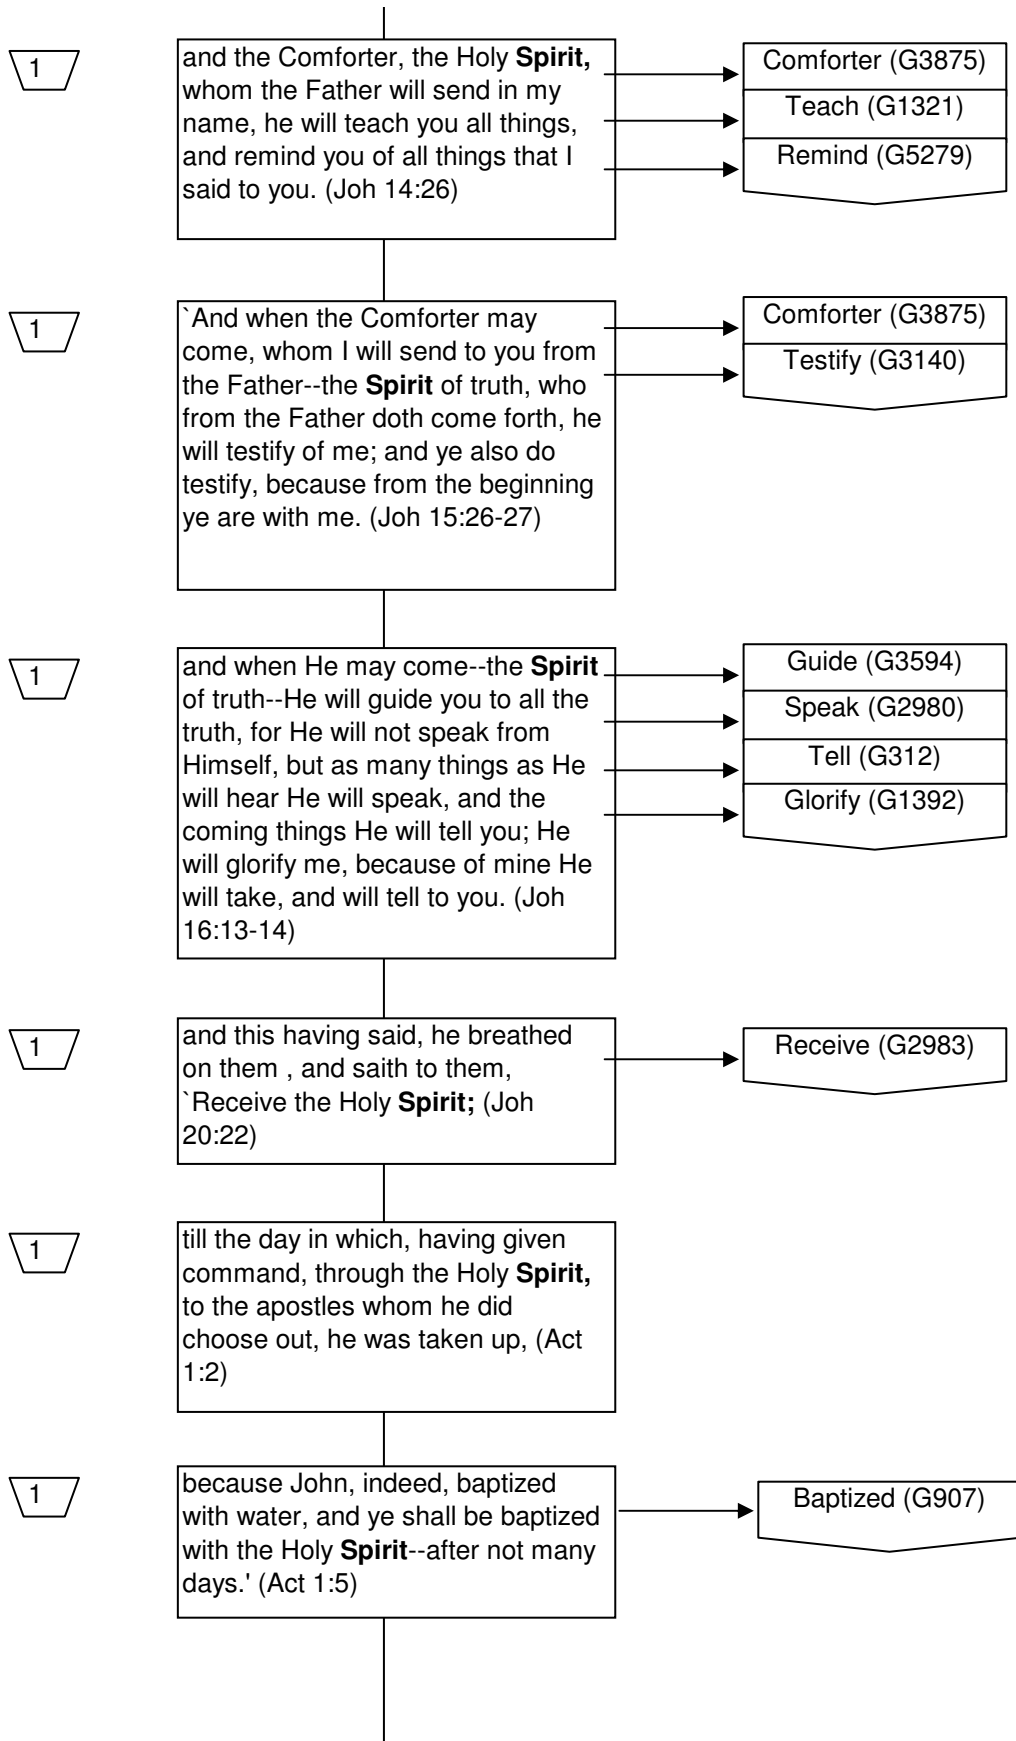 1
and the Comforter, the Holy Spirit,
whom the Father will send in my
name, he will teach you all things,
and remind you of all things that I
said to you. (Joh 14:26)
Comforter (G3875)
Teach (G1321)
Remind (G5279)
1
`And when the Comforter may
come, whom I will send to you from
the Father--the Spirit of truth, who
from the Father doth come forth, he
will testify of me; and ye also do
testify, because from the beginning
ye are with me. (Joh 15:26-27)
Comforter (G3875)
Testify (G3140)
1
and when He may come--the Spirit
of truth--He will guide you to all the
truth, for He will not speak from
Himself, but as many things as He
will hear He will speak, and the
coming things He will tell you; He
will glorify me, because of mine He
will take, and will tell to you. (Joh
16:13-14)
Guide (G3594)
Speak (G2980)
Tell (G312)
Glorify (G1392)
1
and this having said, he breathed
on them , and saith to them,
`Receive the Holy Spirit; (Joh
20:22)
Receive (G2983)
1
till the day in which, having given
command, through the Holy Spirit,
to the apostles whom he did
choose out, he was taken up, (Act
1:2)
1
because John, indeed, baptized
with water, and ye shall be baptized
with the Holy Spirit--after not many
days.' (Act 1:5)
Baptized (G907)